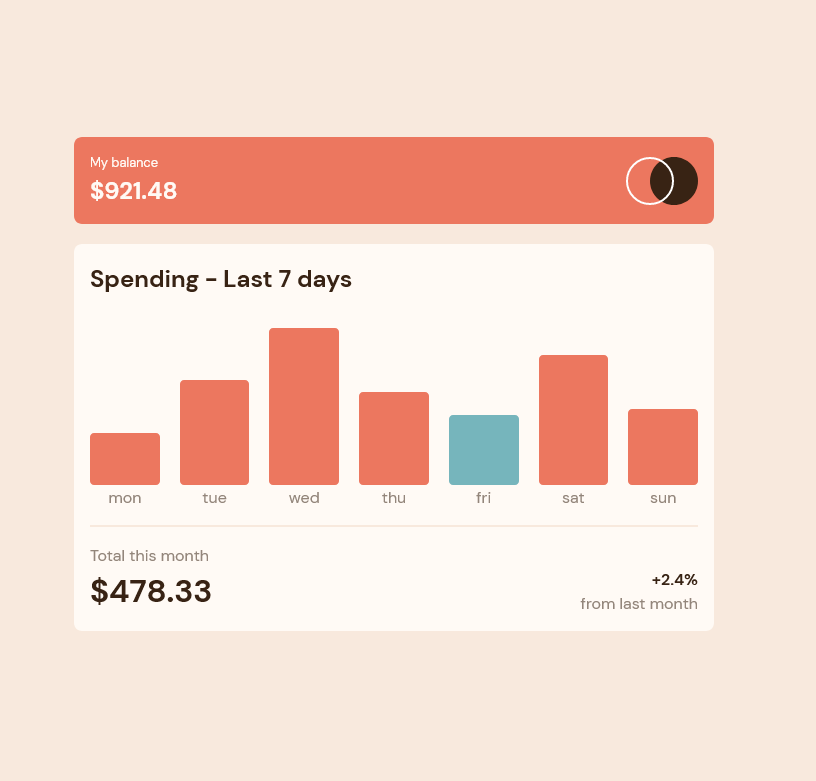 My balance
$921.48
Spending - Last 7 days
mon tue wed thu fri sat sun
Total this month
$478.33
+2.4%
from last month